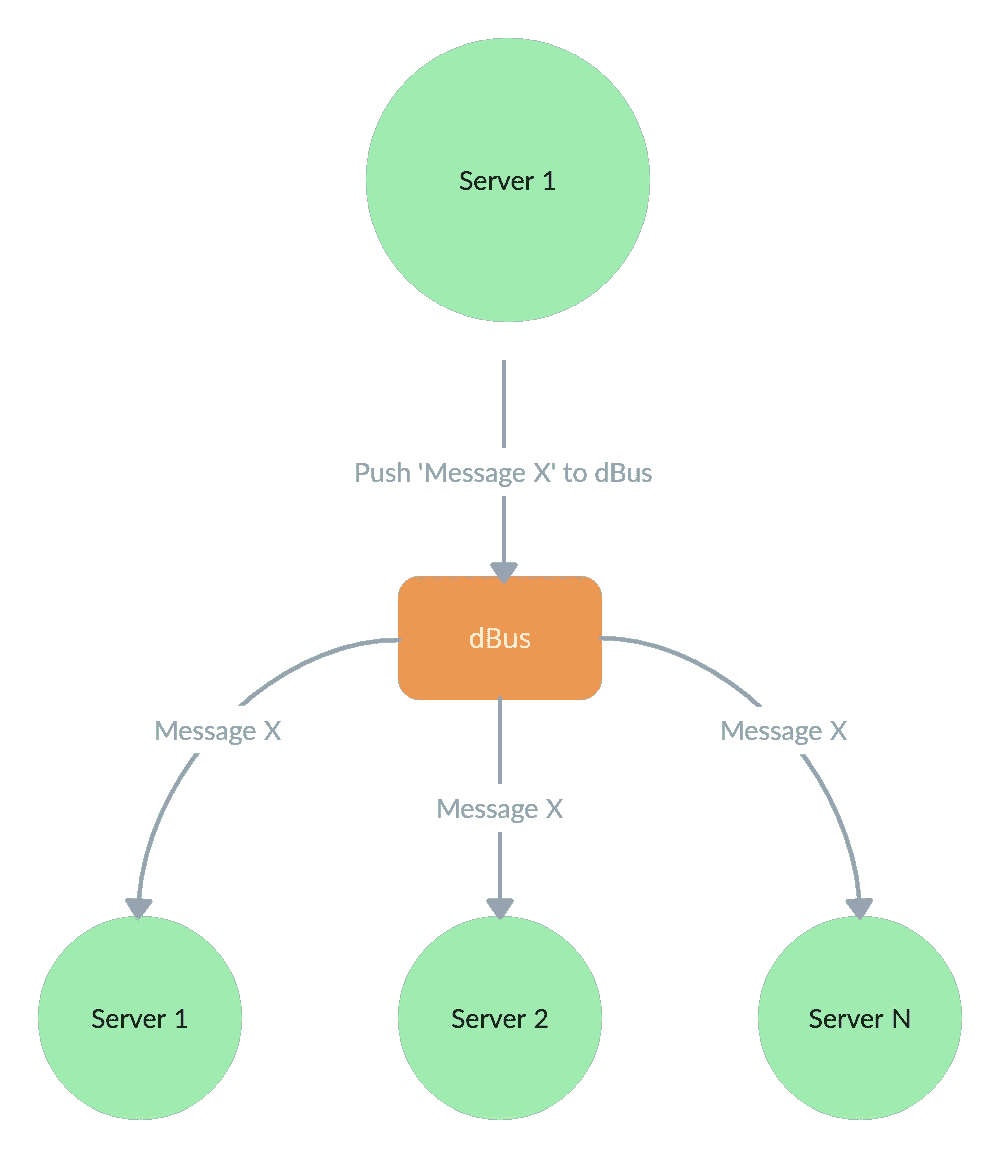 Server 1
Push 'Message X' to dBus
dBus
Message X
Message X
Message X
Server 1
Server 2
Server N